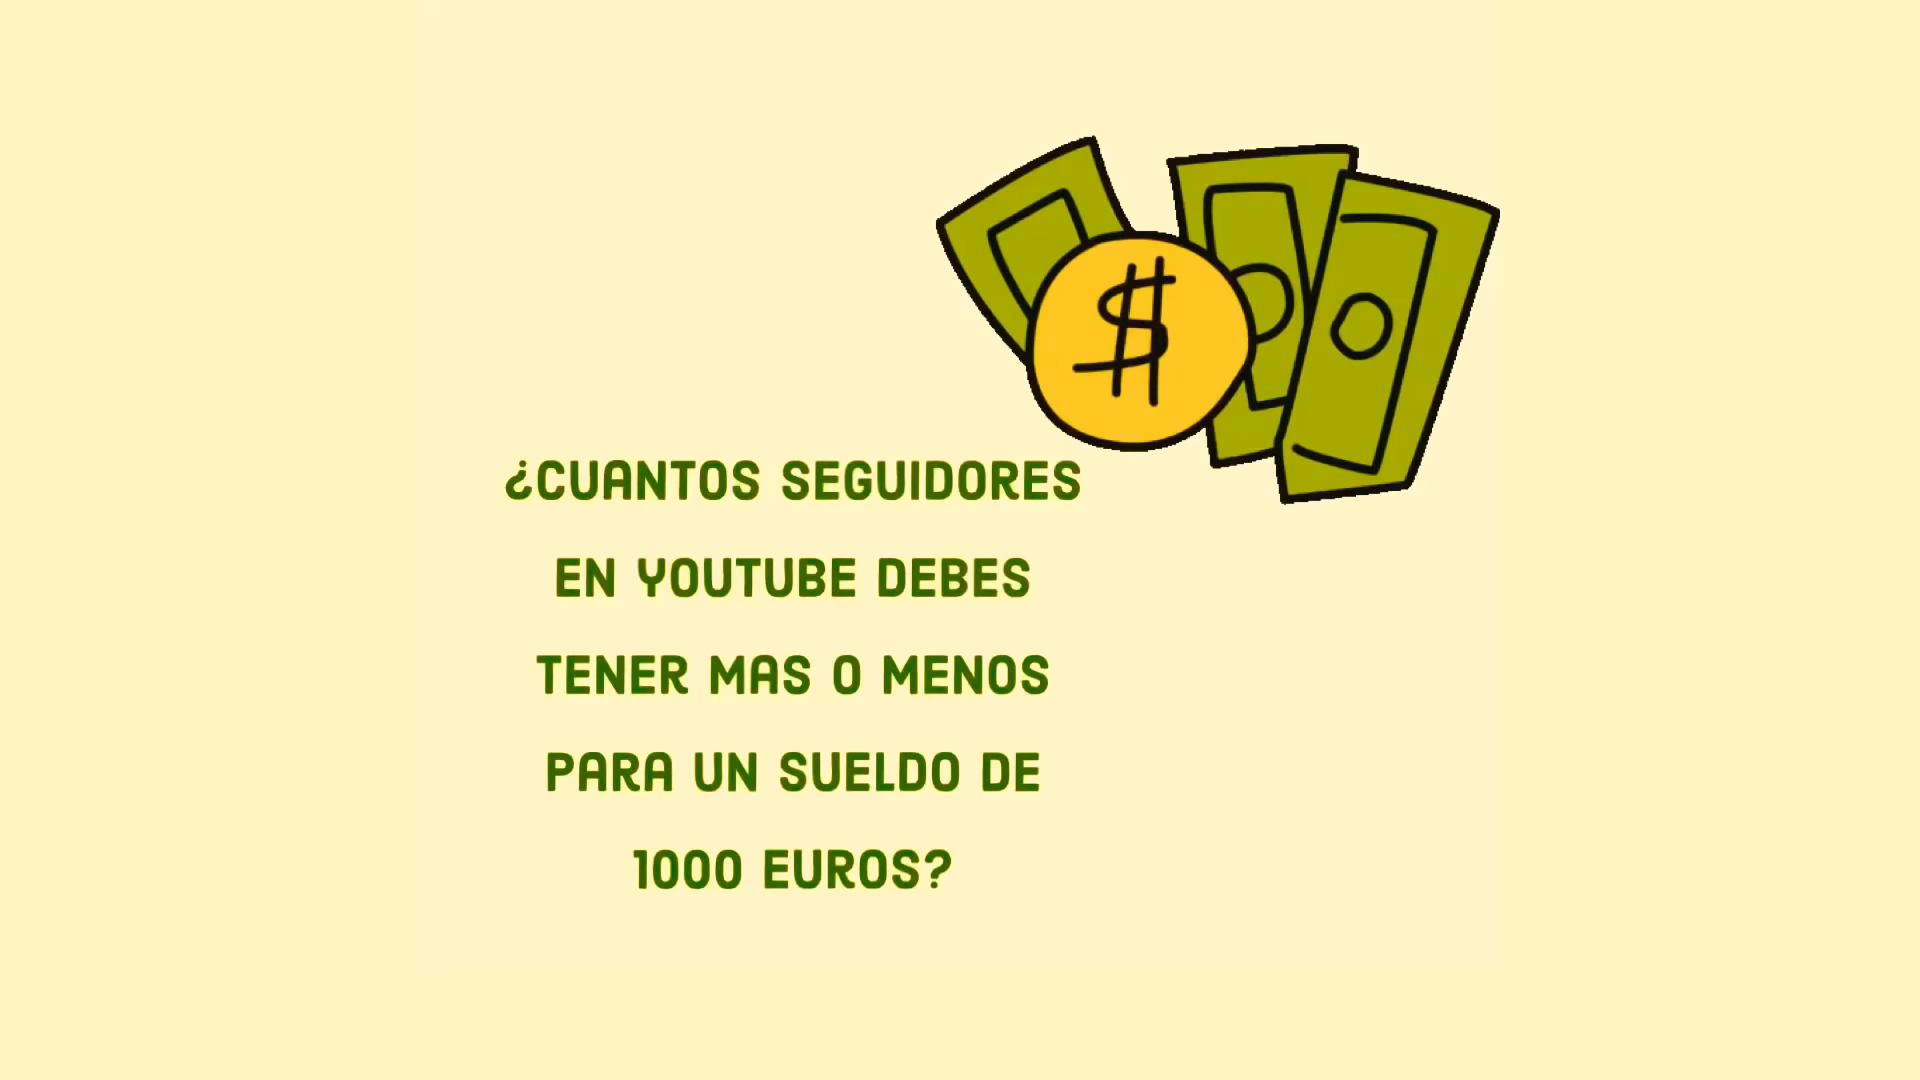 ¿CUANTOS SEGUIDORES
EN YOUTUBE DEBES
TENER MAS O MENOS
PARA UN SUELDO DE
1000 EUROS?
$